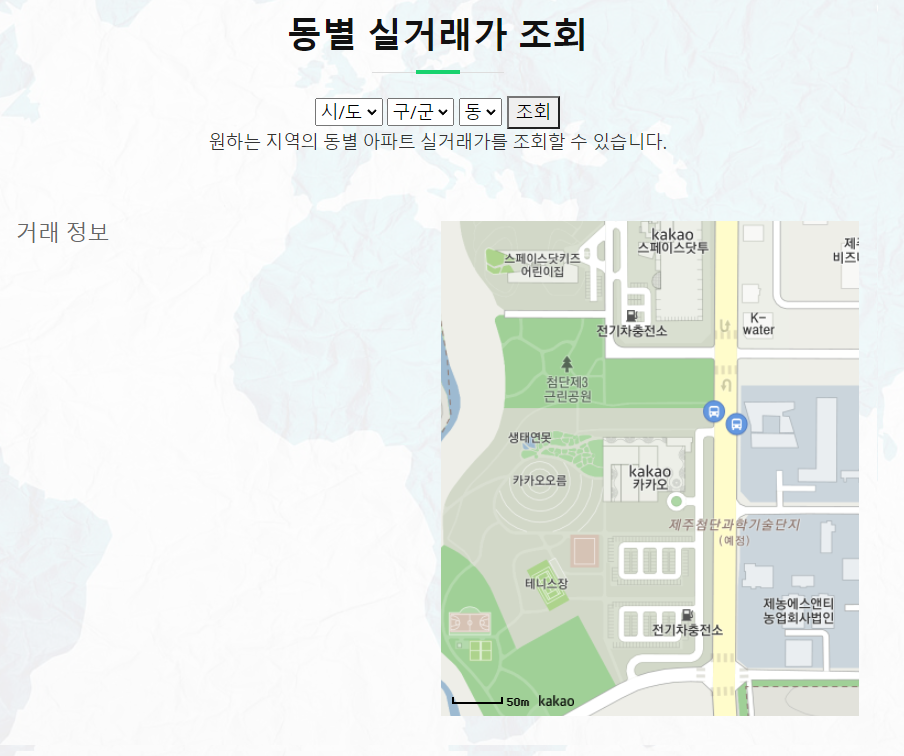 동별 실거래가 조회
시/도 구/군 동 조회
원하는 지역의 동별 아파트 실거래가를 조회할 수 있습니다.
거래 정보
kakao
스페이스닷투
스페이스닷키즈
어린이집
전기차충전소
K-
water
첨단제3
근린공원
생태연못
카카오오름
kakao
카카오
제주첨단과학기술단지
(예정)
테니스장
제농에스앤티
농업회사법인
전기차충전소
50m kakao